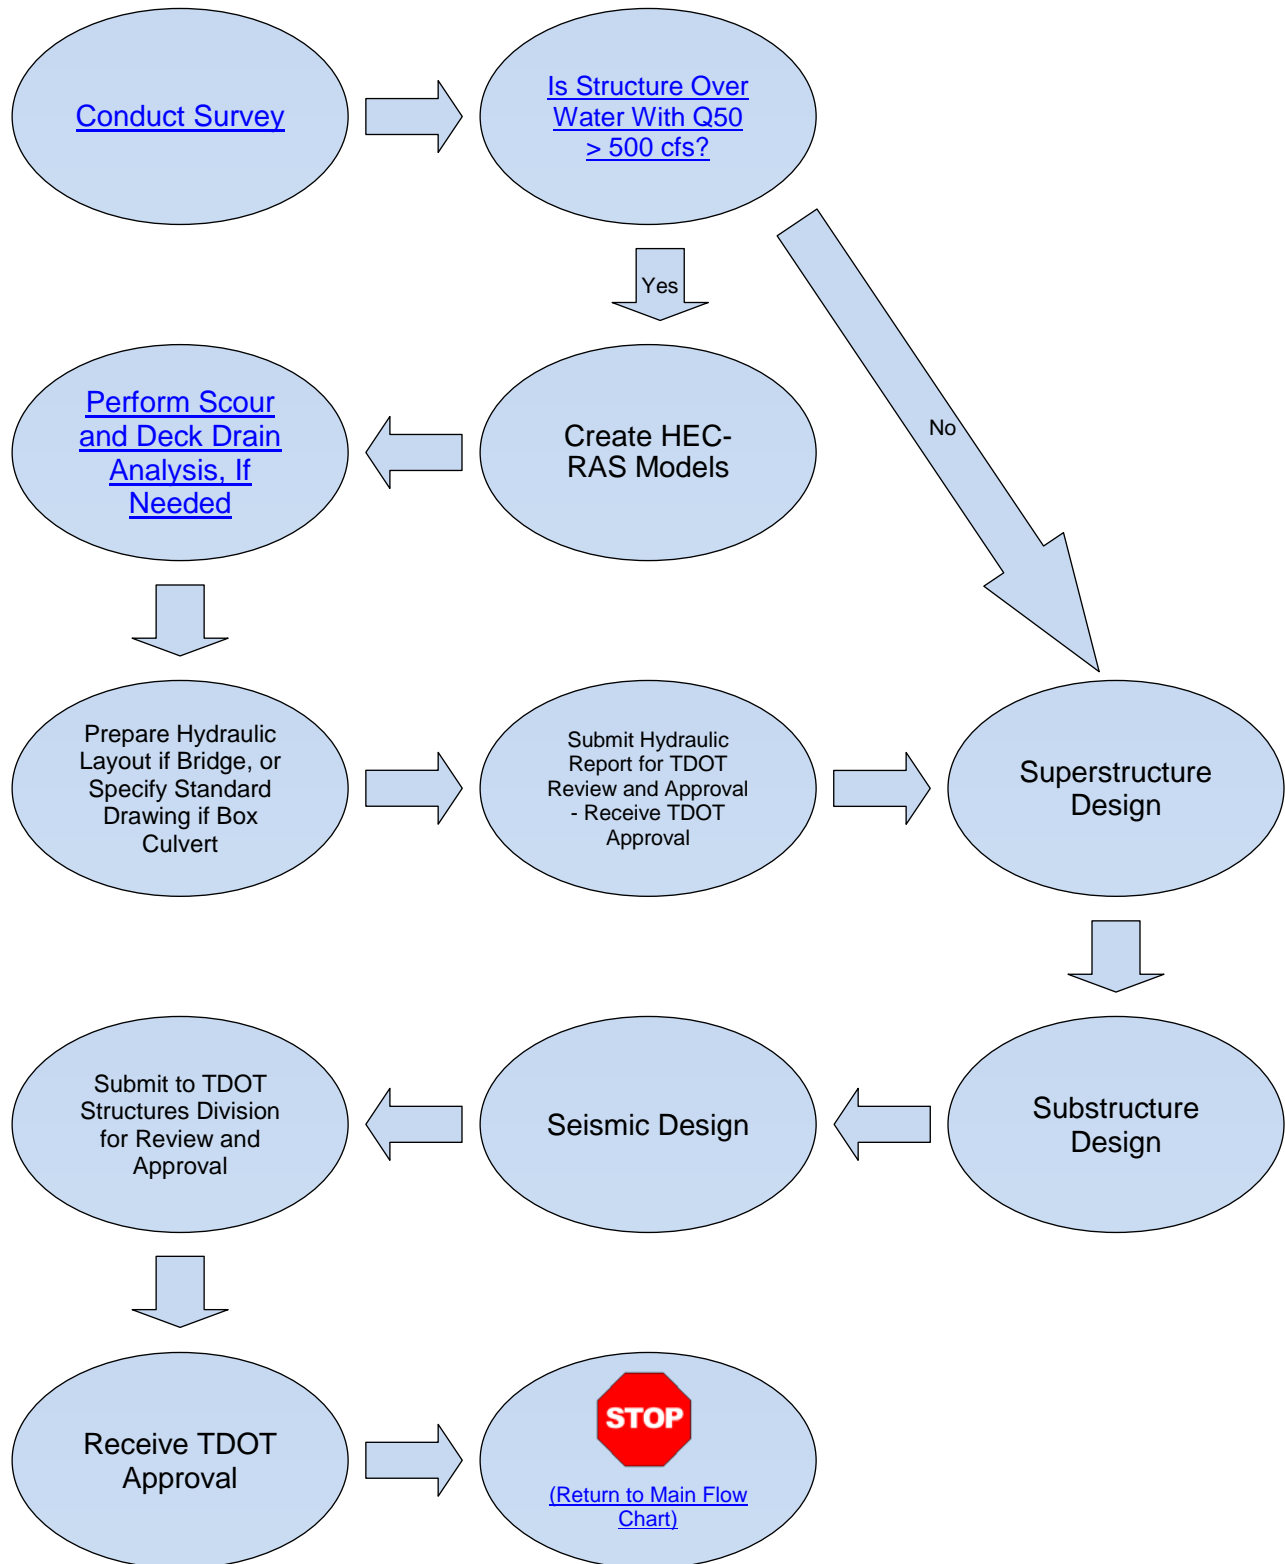 Conduct Survey
Is Structure Over
Water With Q50
> 500 cfs?
Yes
No
Create HEC-
RAS Models
Perform Scour
and Deck Drain
Analysis, If
Needed
Prepare Hydraulic
Layout if Bridge, or
Specify Standard
Drawing if Box
Culvert
Submit Hydraulic
Report for TDOT
Review and Approval
- Receive TDOT
Approval
Superstructure
Design
Substructure
Design
Seismic Design
Submit to TDOT
Structures Division
for Review and
Approval
Receive TDOT
Approval
STOP
(Return to Main Flow
Chart)